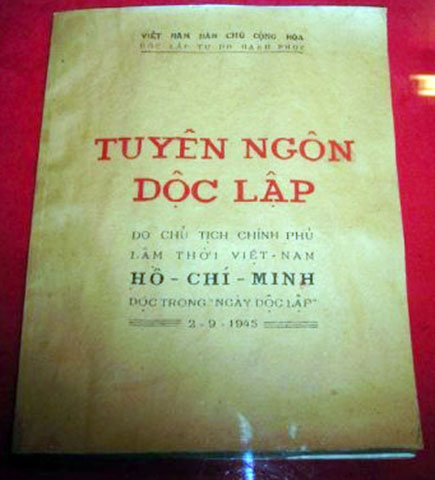 VIỆT NAM DÂN CHỦ CỘNG HÒA
ĐỘC LẬP TỰ DO HẠNH PHÚC
TUYÊN NGÔN
ĐỘC LẬP
DO CHỦ TỊCH CHÍNH PHỦ
LÂM THỜI VIỆT-NAM
HỒ-CHÍ-MINH
ĐỌC TRONG "NGÀY ĐỘC LẬP"
2-9-1945